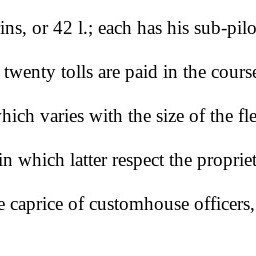 ins, or 42 l.; each has his sub-pilo
twenty tolls are paid in the course
hich varies with the size of the fle
in which latter respect the propriet
e caprice of customhouse officers,